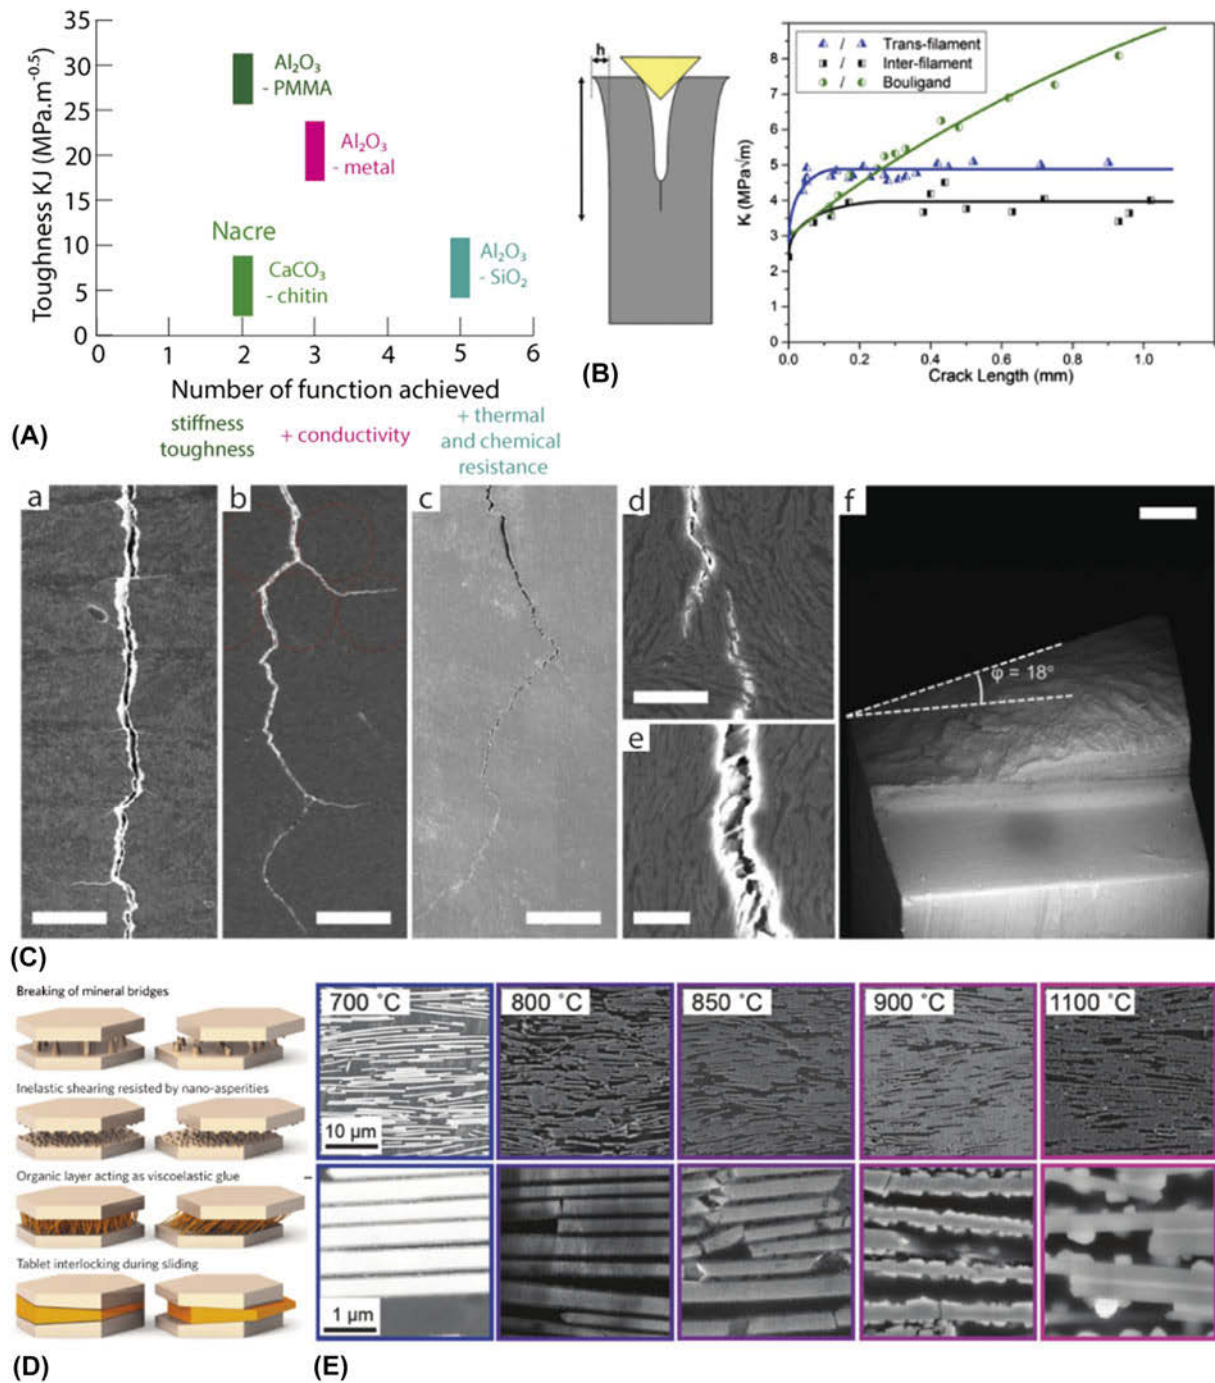 Toughness KJ (MPa.m⁻⁰·⁵)
35
30
25
20
15
10
5
0
Al₂O₃
- PMMA
Al₂O₃
- metal
Nacre
CaCO₃
- chitin
Al₂O₃
- SiO₂
0 1 2 3 4 5 6
Number of function achieved
(A)
stiffness
toughness
+ conductivity
+ thermal
and chemical
resistance
h
(B)
K (MPa√m)
9
8
7
6
5
4
3
2
1
0
/ Trans-filament
/ Inter-filament
/ Bouligand
0.0 0.2 0.4 0.6 0.8 1.0
Crack Length (mm)
a
b
c
d
e
f
φ = 18°
(C)
Breaking of mineral bridges
Inelastic shearing resisted by nano-asperities
Organic layer acting as viscoelastic glue
Tablet interlocking during sliding
(D)
700 °C
800 °C
850 °C
900 °C
1100 °C
10 µm
1 µm
(E)